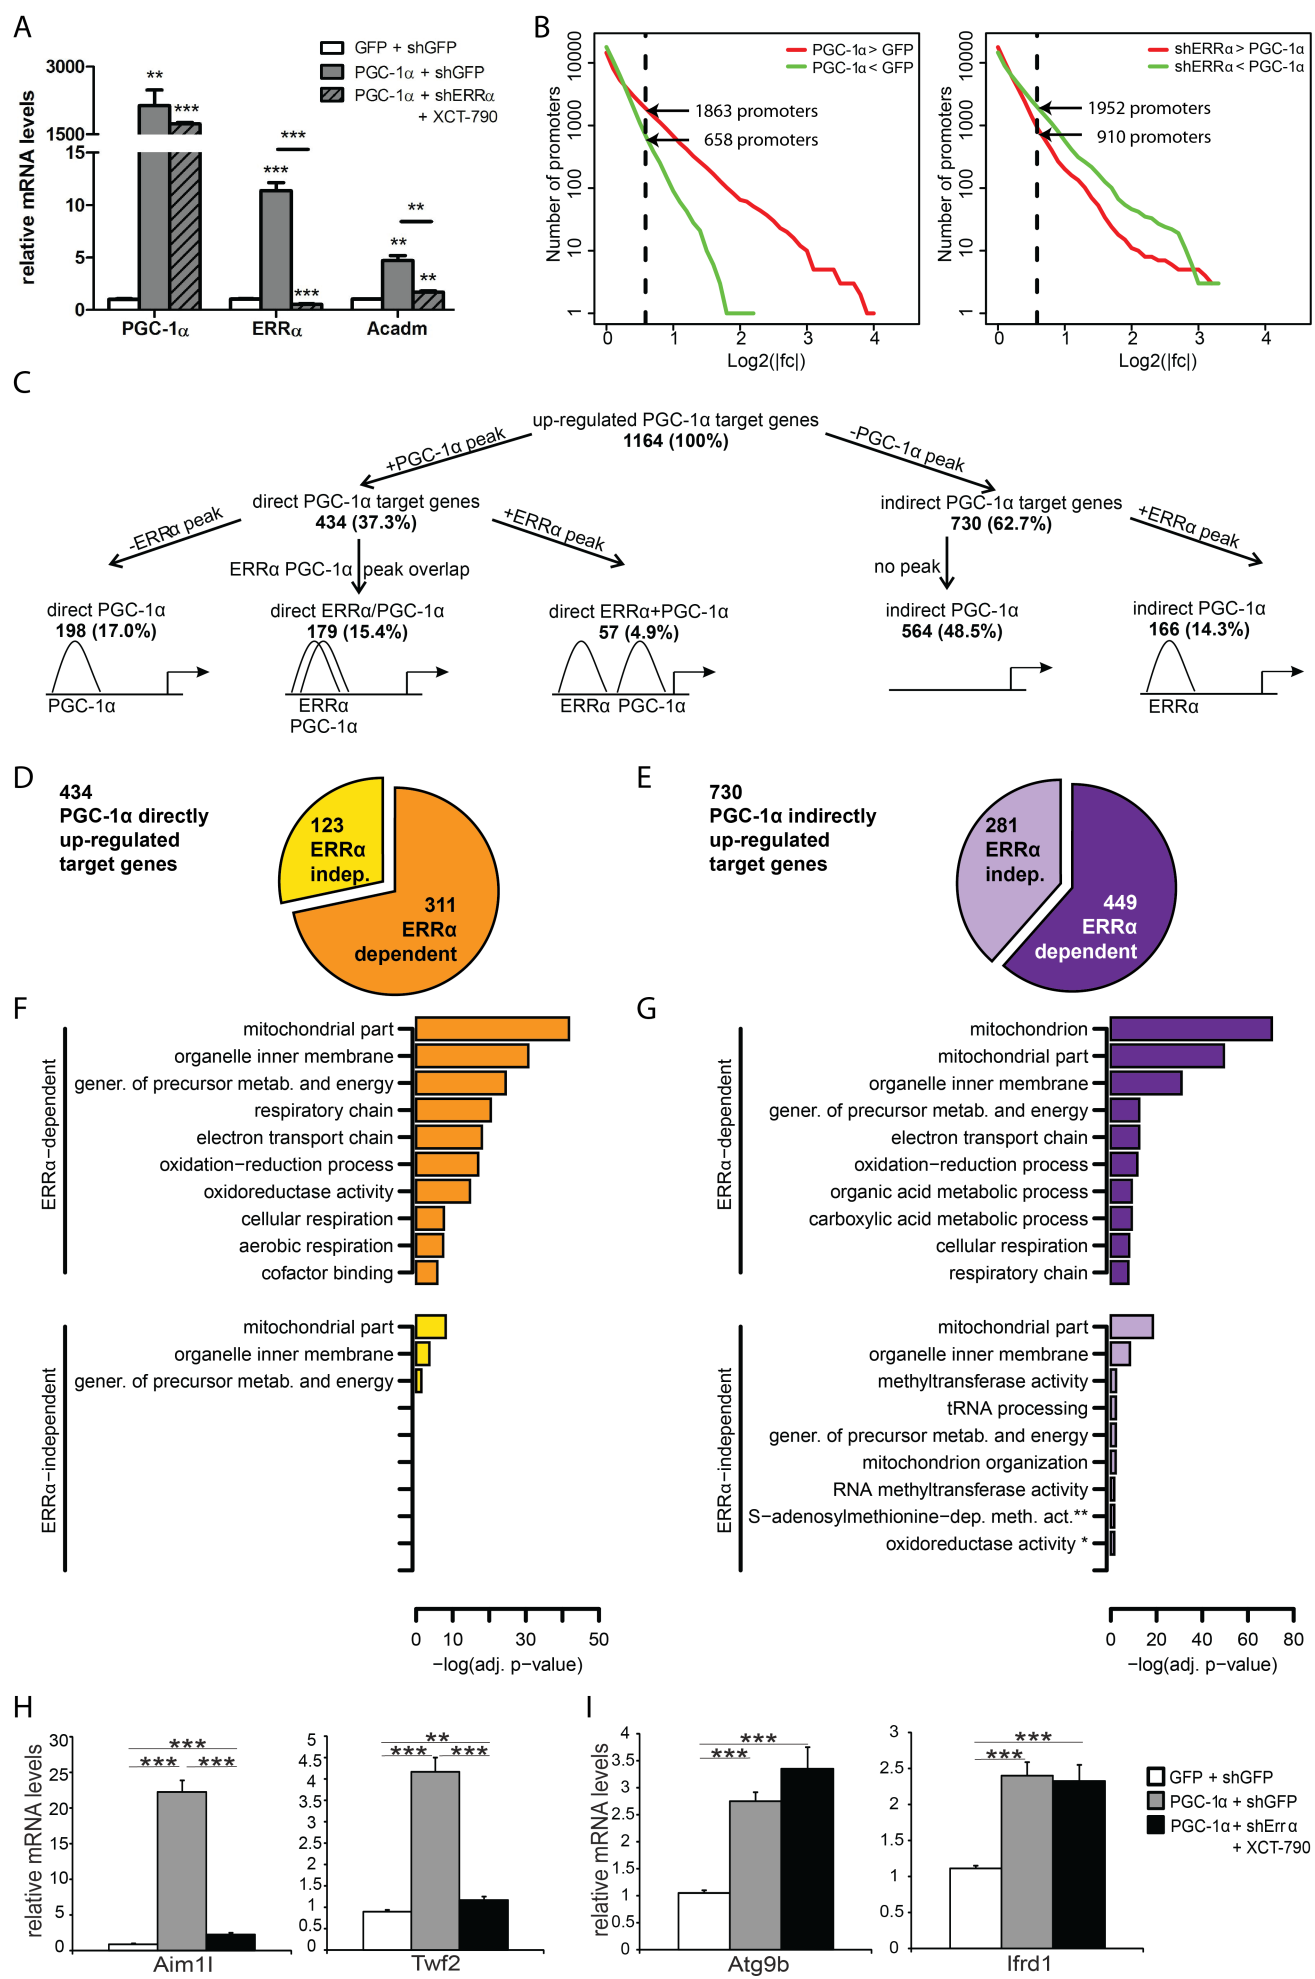 A
GFP + shGFP
PGC-1α + shGFP
PGC-1α + shERRα
+ XCT-790
relative mRNA levels
3000
1500
15
10
5
0
**
***
***
***
***
**
**
**
PGC-1α
ERRα
Acadm
B
Number of promoters
10000
1000
100
10
1
PGC-1α> GFP
PGC-1α< GFP
1863 promoters
658 promoters
0 1 2 3 4
Log2(|fc|)
Number of promoters
10000
1000
100
10
1
shERRα> PGC-1α
shERRα< PGC-1α
1952 promoters
910 promoters
0 1 2 3 4
Log2(|fc|)
C
up-regulated PGC-1α target genes
1164 (100%)
+PGC-1α peak
-PGC-1α peak
direct PGC-1α target genes
434 (37.3%)
indirect PGC-1α target genes
730 (62.7%)
-ERRα peak
ERRα PGC-1α peak overlap
+ERRα peak
no peak
+ERRα peak
direct PGC-1α
198 (17.0%)
PGC-1α
direct ERRα/PGC-1α
179 (15.4%)
ERRα
PGC-1α
direct ERRα+PGC-1α
57 (4.9%)
ERRα PGC-1α
indirect PGC-1α
564 (48.5%)
indirect PGC-1α
166 (14.3%)
ERRα
D
434
PGC-1α directly
up-regulated
target genes
123
ERRα
indep.
311
ERRα
dependent
E
730
PGC-1α indirectly
up-regulated
target genes
281
ERRα
indep.
449
ERRα
dependent
F
ERRα−dependent
mitochondrial part
organelle inner membrane
gener. of precursor metab. and energy
respiratory chain
electron transport chain
oxidation−reduction process
oxidoreductase activity
cellular respiration
aerobic respiration
cofactor binding
ERRα−independent
mitochondrial part
organelle inner membrane
gener. of precursor metab. and energy
0 10 30 50
−log(adj. p−value)
G
ERRα−dependent
mitochondrion
mitochondrial part
organelle inner membrane
gener. of precursor metab. and energy
electron transport chain
oxidation−reduction process
organic acid metabolic process
carboxylic acid metabolic process
cellular respiration
respiratory chain
ERRα−independent
mitochondrial part
organelle inner membrane
methyltransferase activity
tRNA processing
gener. of precursor metab. and energy
mitochondrion organization
RNA methyltransferase activity
S−adenosylmethionine−dep. meth. act.**
oxidoreductase activity *
0 20 40 60 80
−log(adj. p−value)
H
relative mRNA levels
30
25
20
15
10
5
0
***
*** ***
Aim1l
5
4.5
4
3.5
3
2.5
2
1.5
1
0.5
0
**
*** ***
Twf2
I
relative mRNA levels
4
3.5
3
2.5
2
1.5
1
0.5
0
***
***
Atg9b
3
2.5
2
1.5
1
0.5
0
***
***
Ifrd1
GFP + shGFP
PGC-1α + shGFP
PGC-1α + shErr α
+ XCT-790